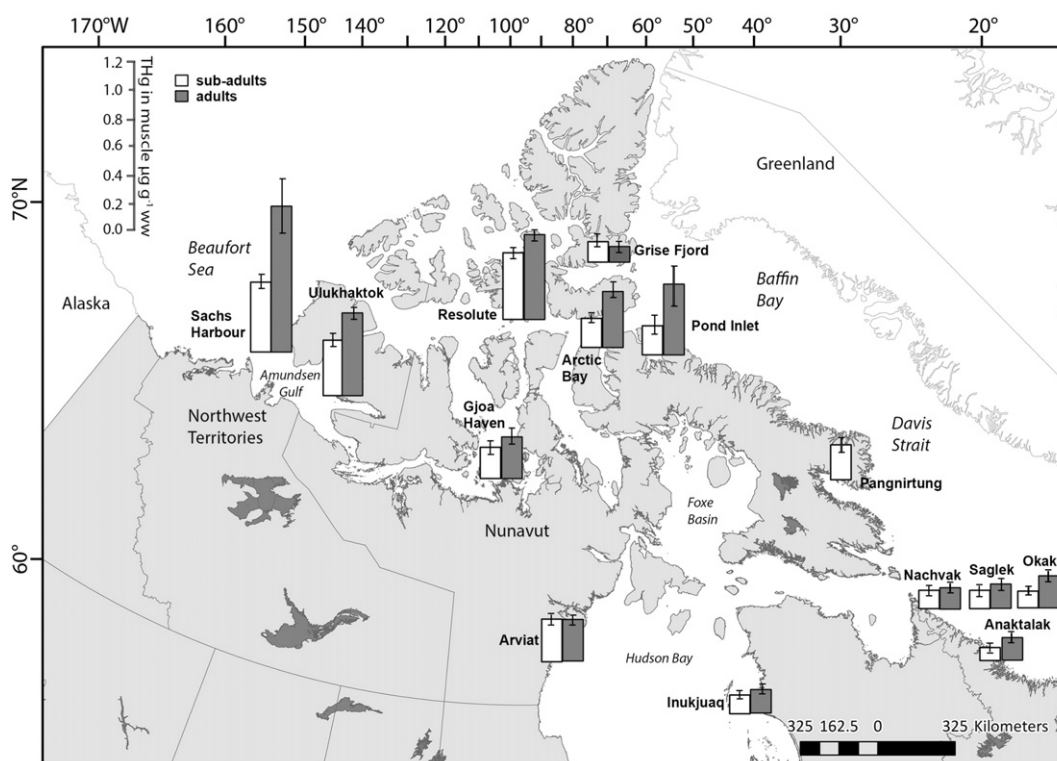 170° 160° 150° 140° 130 120 110 100° 90 80° 70° 60° 50° 40° 30° 20°
1.2
1.0
0.8
0.6
0.4
0.2
0.0
THg in muscle µg g⁻¹ ww
sub-adults
adults
70°N
60°
Greenland
Beaufort
Sea
Grise Fjord
Baffin
Bay
Alaska
Ulukhaktok
Sachs
Harbour
Resolute
Pond Inlet
Arctic
Bay
Amundsen
Gulf
Northwest
Territories
Gjoa
Haven
Davis
Strait
Pangnirtung
Foxe
Basin
Nunavut
Nachvak
Saglek
Okak
Anaktalak
Arviat
Hudson Bay
Inukjuaq
325 162.5 0 325 Kilometers